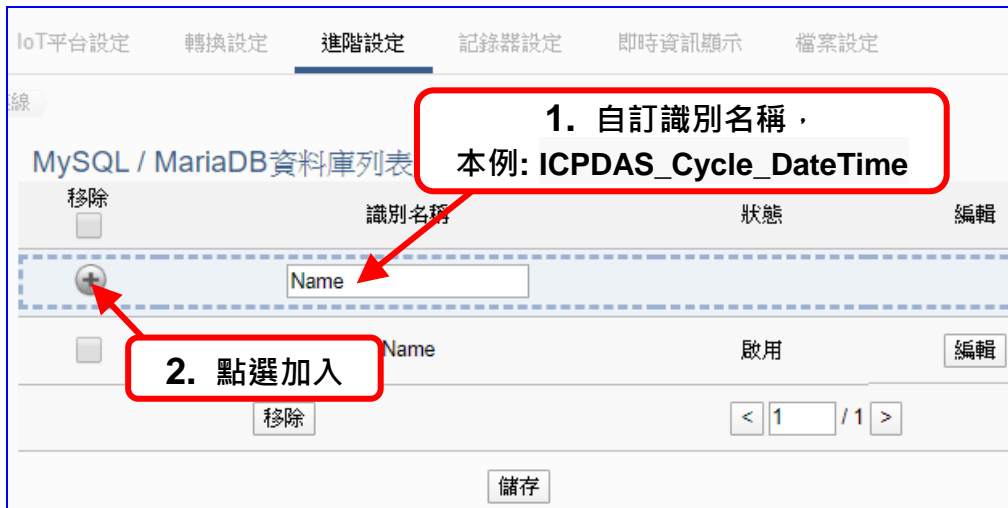 IoT平台設定 轉換設定 進階設定 記錄器設定 即時資訊顯示 檔案設定
線
1. 自訂識別名稱，
本例: ICPDAS_Cycle_DateTime
MySQL / MariaDB資料庫列表
移除 識別名稱 狀態 編輯
Name
2. 點選加入
Name 啟用 編輯
移除 < 1 / 1 >
儲存